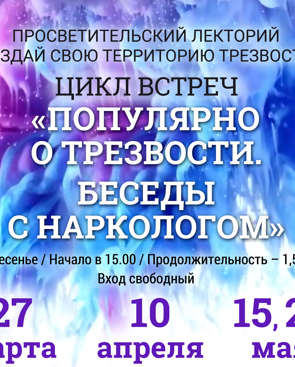 ПРОСВЕТИТЕЛЬСКИЙ ЛЕКТОРИЙ
ЗДАЙ СВОЮ ТЕРРИТОРИЮ ТРЕЗВОСТ
ЦИКЛ ВСТРЕЧ
«ПОПУЛЯРНО
О ТРЕЗВОСТИ.
БЕСЕДЫ
С НАРКОЛОГОМ»
есенье / Начало в 15.00 / Продолжительность – 1,5
Вход свободный
27 10 15, 2
арта апреля мая